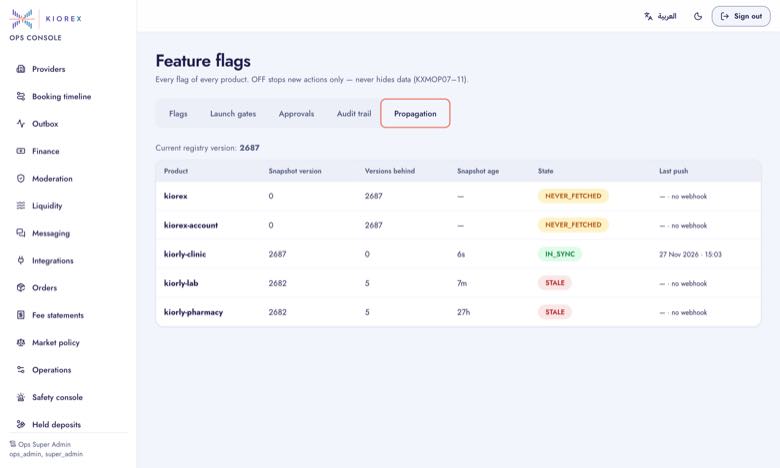 KIOREX
OPS CONSOLE
العربية
Sign out
Providers
Booking timeline
Outbox
Finance
Moderation
Liquidity
Messaging
Integrations
Orders
Fee statements
Market policy
Operations
Safety console
Held deposits
Ops Super Admin
ops_admin, super_admin
Feature flags
Every flag of every product. OFF stops new actions only — never hides data (KXMOP07–11).
Flags Launch gates Approvals Audit trail Propagation
Current registry version: 2687
Product Snapshot version Versions behind Snapshot age State Last push
kiorex 0 2687 — NEVER_FETCHED — · no webhook
kiorex-account 0 2687 — NEVER_FETCHED — · no webhook
kiorly-clinic 2687 0 6s IN_SYNC 27 Nov 2026 · 15:03
kiorly-lab 2682 5 7m STALE — · no webhook
kiorly-pharmacy 2682 5 27h STALE — · no webhook